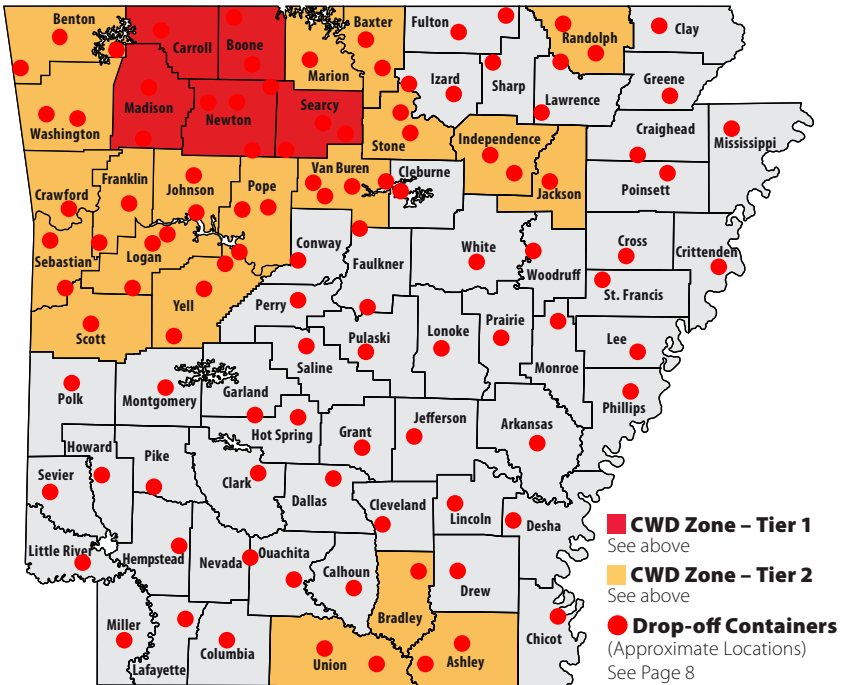 Benton
Carroll
Boone
Baxter
Marion
Fulton
Randolph
Clay
Izard
Sharp
Greene
Lawrence
Madison
Newton
Searcy
Washington
Stone
Independence
Craighead
Mississippi
Crawford
Franklin
Johnson
Pope
Van Buren
Cleburne
Jackson
Poinsett
Sebastian
Logan
Conway
Faulkner
White
Woodruff
Cross
Crittenden
St. Francis
Yell
Perry
Scott
Pulaski
Lonoke
Prairie
Monroe
Lee
Saline
Polk
Montgomery
Garland
Phillips
Hot Spring
Grant
Jefferson
Arkansas
Howard
Pike
Sevier
Clark
Dallas
Cleveland
Lincoln
Desha
Little River
Hempstead
Nevada
Ouachita
Calhoun
Bradley
Drew
Miller
Lafayette
Columbia
Union
Ashley
Chicot
CWD Zone – Tier 1
See above
CWD Zone – Tier 2
See above
Drop-off Containers
(Approximate Locations)
See Page 8